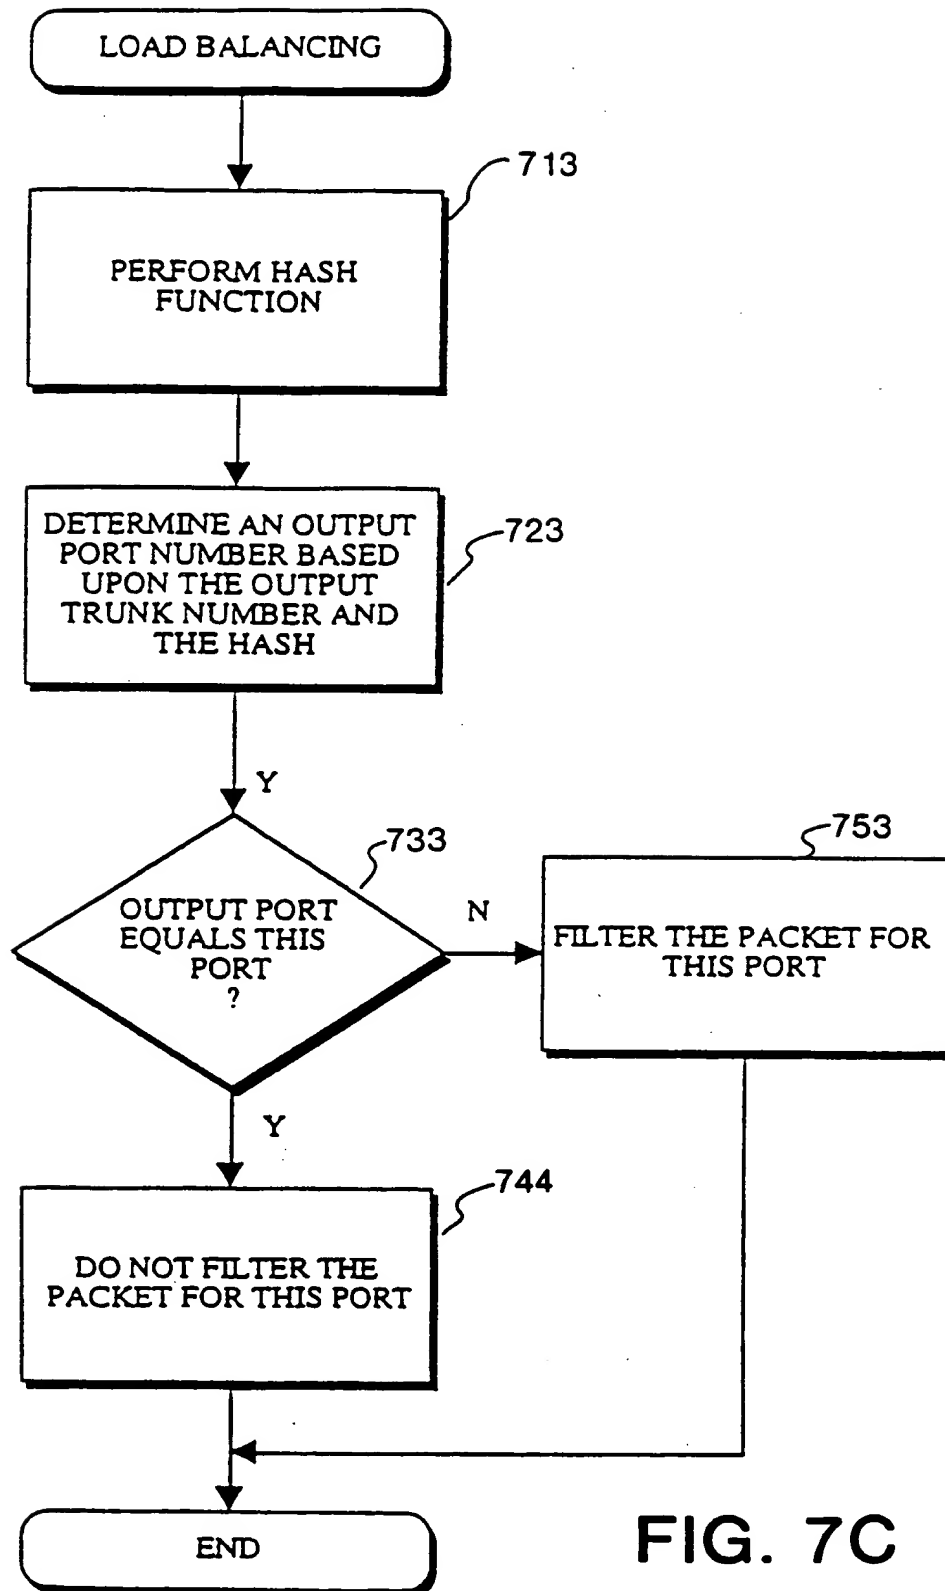 LOAD BALANCING
713
PERFORM HASH
FUNCTION
DETERMINE AN OUTPUT
PORT NUMBER BASED
UPON THE OUTPUT
TRUNK NUMBER AND
THE HASH
723
Y
733
OUTPUT PORT
EQUALS THIS
PORT
?
N
753
FILTER THE PACKET FOR
THIS PORT
Y
744
DO NOT FILTER THE
PACKET FOR THIS PORT
END
FIG. 7C